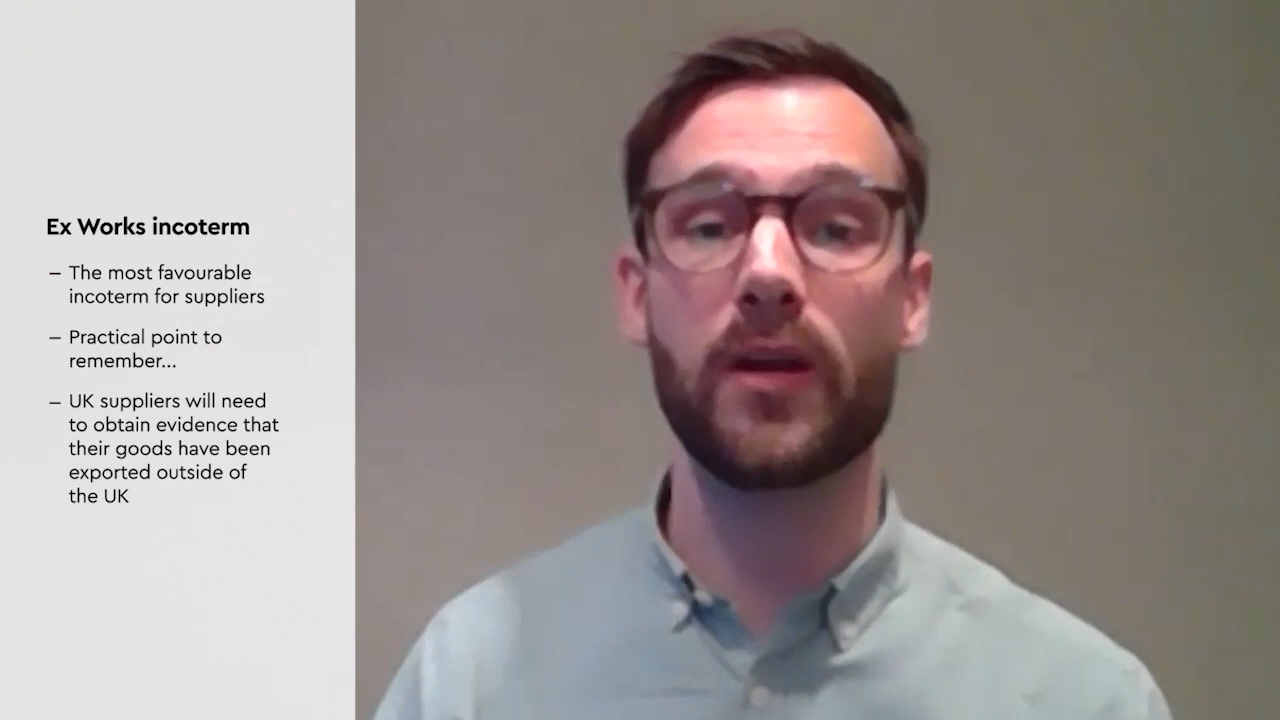 Ex Works incoterm
– The most favourable
incoterm for suppliers
– Practical point to
remember...
– UK suppliers will need
to obtain evidence that
their goods have been
exported outside of
the UK